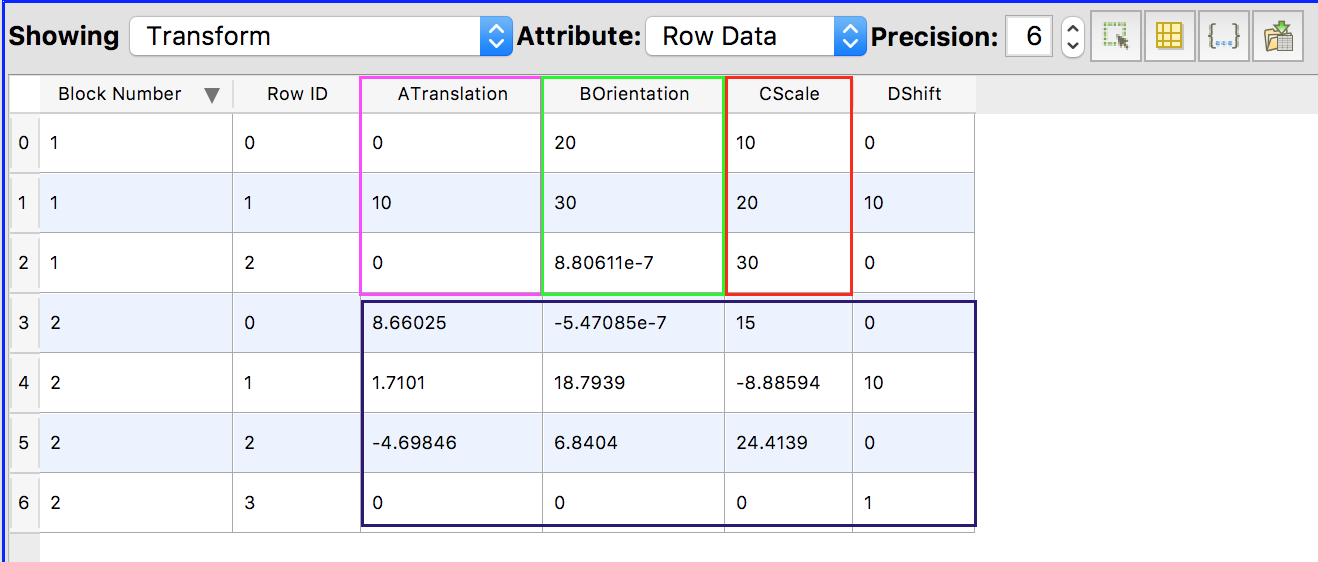 Showing Transform Attribute: Row Data Precision: 6 {...}
Block Number Row ID ATranslation BOrientation CScale DShift
0 1 0 0 20 10 0
1 1 1 10 30 20 10
2 1 2 0 8.80611e-7 30 0
3 2 0 8.66025 -5.47085e-7 15 0
4 2 1 1.7101 18.7939 -8.88594 10
5 2 2 -4.69846 6.8404 24.4139 0
6 2 3 0 0 0 1